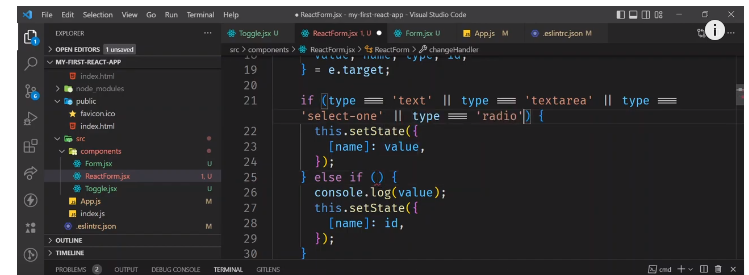 File Edit Selection View Go Run Terminal Help
● ReactForm.jsx - my-first-react-app - Visual Studio Code
EXPLORER
OPEN EDITORS 1 unsaved
MY-FIRST-REACT-APP
index.html
node_modules
public
favicon.ico
index.html
src
components
Form.jsx U
ReactForm.jsx 1, U
Toggle.jsx U
App.js M
index.js
.eslintrc.json M
OUTLINE
TIMELINE
Toggle.jsx U ReactForm.jsx 1, U ● Form.jsx U App.js M .eslintrc.json M
src > components > ReactForm.jsx > ReactForm > changeHandler
18 value, name, type, id,
19 } = e.target;
20
21 if (type === 'text' || type === 'textarea' || type ===
'select-one' || type === 'radio') {
22 this.setState({
23 [name]: value,
24 });
25 } else if () {
26 console.log(value);
27 this.setState({
28 [name]: id,
29 });
30 }
PROBLEMS 2 OUTPUT DEBUG CONSOLE TERMINAL GITLENS
cmd